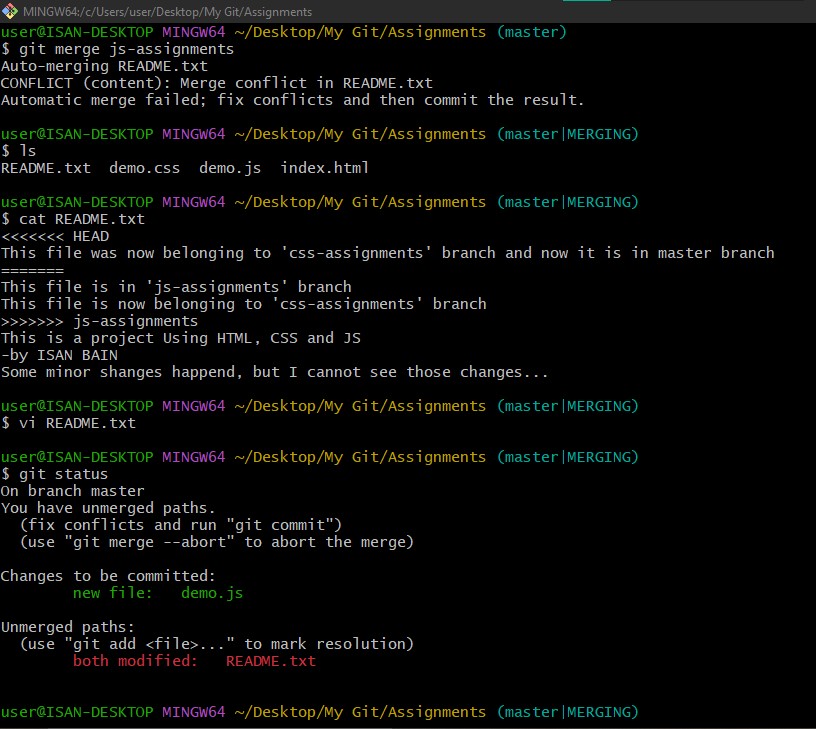 MINGW64:/c/Users/user/Desktop/My Git/Assignments
user@ISAN-DESKTOP MINGW64 ~/Desktop/My Git/Assignments (master)
$ git merge js-assignments
Auto-merging README.txt
CONFLICT (content): Merge conflict in README.txt
Automatic merge failed; fix conflicts and then commit the result.
user@ISAN-DESKTOP MINGW64 ~/Desktop/My Git/Assignments (master|MERGING)
$ ls
README.txt  demo.css  demo.js  index.html
user@ISAN-DESKTOP MINGW64 ~/Desktop/My Git/Assignments (master|MERGING)
$ cat README.txt
<<<<<<< HEAD
This file was now belonging to 'css-assignments' branch and now it is in master branch
=======
This file is in 'js-assignments' branch
This file is now belonging to 'css-assignments' branch
>>>>>>> js-assignments
This is a project Using HTML, CSS and JS
-by ISAN BAIN
Some minor shanges happend, but I cannot see those changes...
user@ISAN-DESKTOP MINGW64 ~/Desktop/My Git/Assignments (master|MERGING)
$ vi README.txt
user@ISAN-DESKTOP MINGW64 ~/Desktop/My Git/Assignments (master|MERGING)
$ git status
On branch master
You have unmerged paths.
  (fix conflicts and run "git commit")
  (use "git merge --abort" to abort the merge)
Changes to be committed:
        new file:   demo.js
Unmerged paths:
  (use "git add <file>..." to mark resolution)
        both modified:   README.txt
user@ISAN-DESKTOP MINGW64 ~/Desktop/My Git/Assignments (master|MERGING)